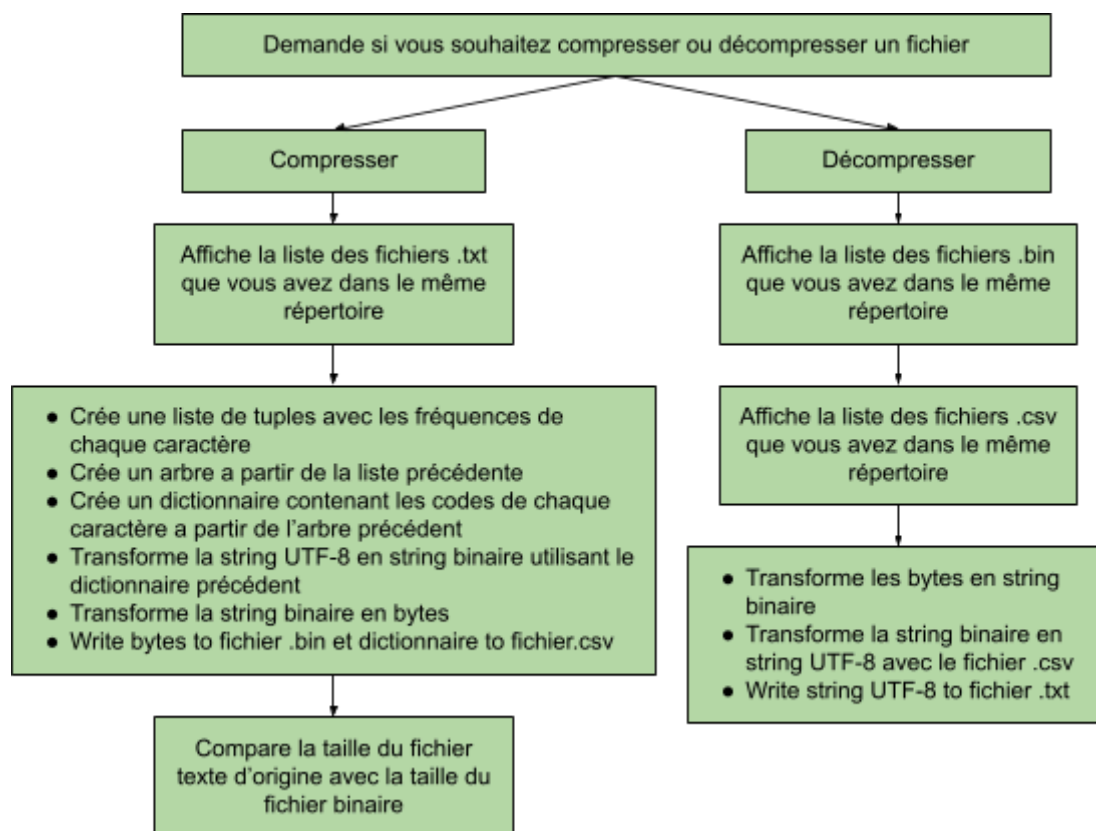 Demande si vous souhaitez compresser ou décompresser un fichier
Compresser
Décompresser
Affiche la liste des fichiers .txt
que vous avez dans le même
répertoire
Affiche la liste des fichiers .bin
que vous avez dans le même
répertoire
● Crée une liste de tuples avec les fréquences de
chaque caractère
● Crée un arbre a partir de la liste précédente
● Crée un dictionnaire contenant les codes de chaque
caractère a partir de l'arbre précédent
● Transforme la string UTF-8 en string binaire utilisant le
dictionnaire précédent
● Transforme la string binaire en bytes
● Write bytes to fichier .bin et dictionnaire to fichier.csv
Affiche la liste des fichiers .csv
que vous avez dans le même
répertoire
● Transforme les bytes en string
binaire
● Transforme la string binaire en
string UTF-8 avec le fichier .csv
● Write string UTF-8 to fichier .txt
Compare la taille du fichier
texte d'origine avec la taille du
fichier binaire